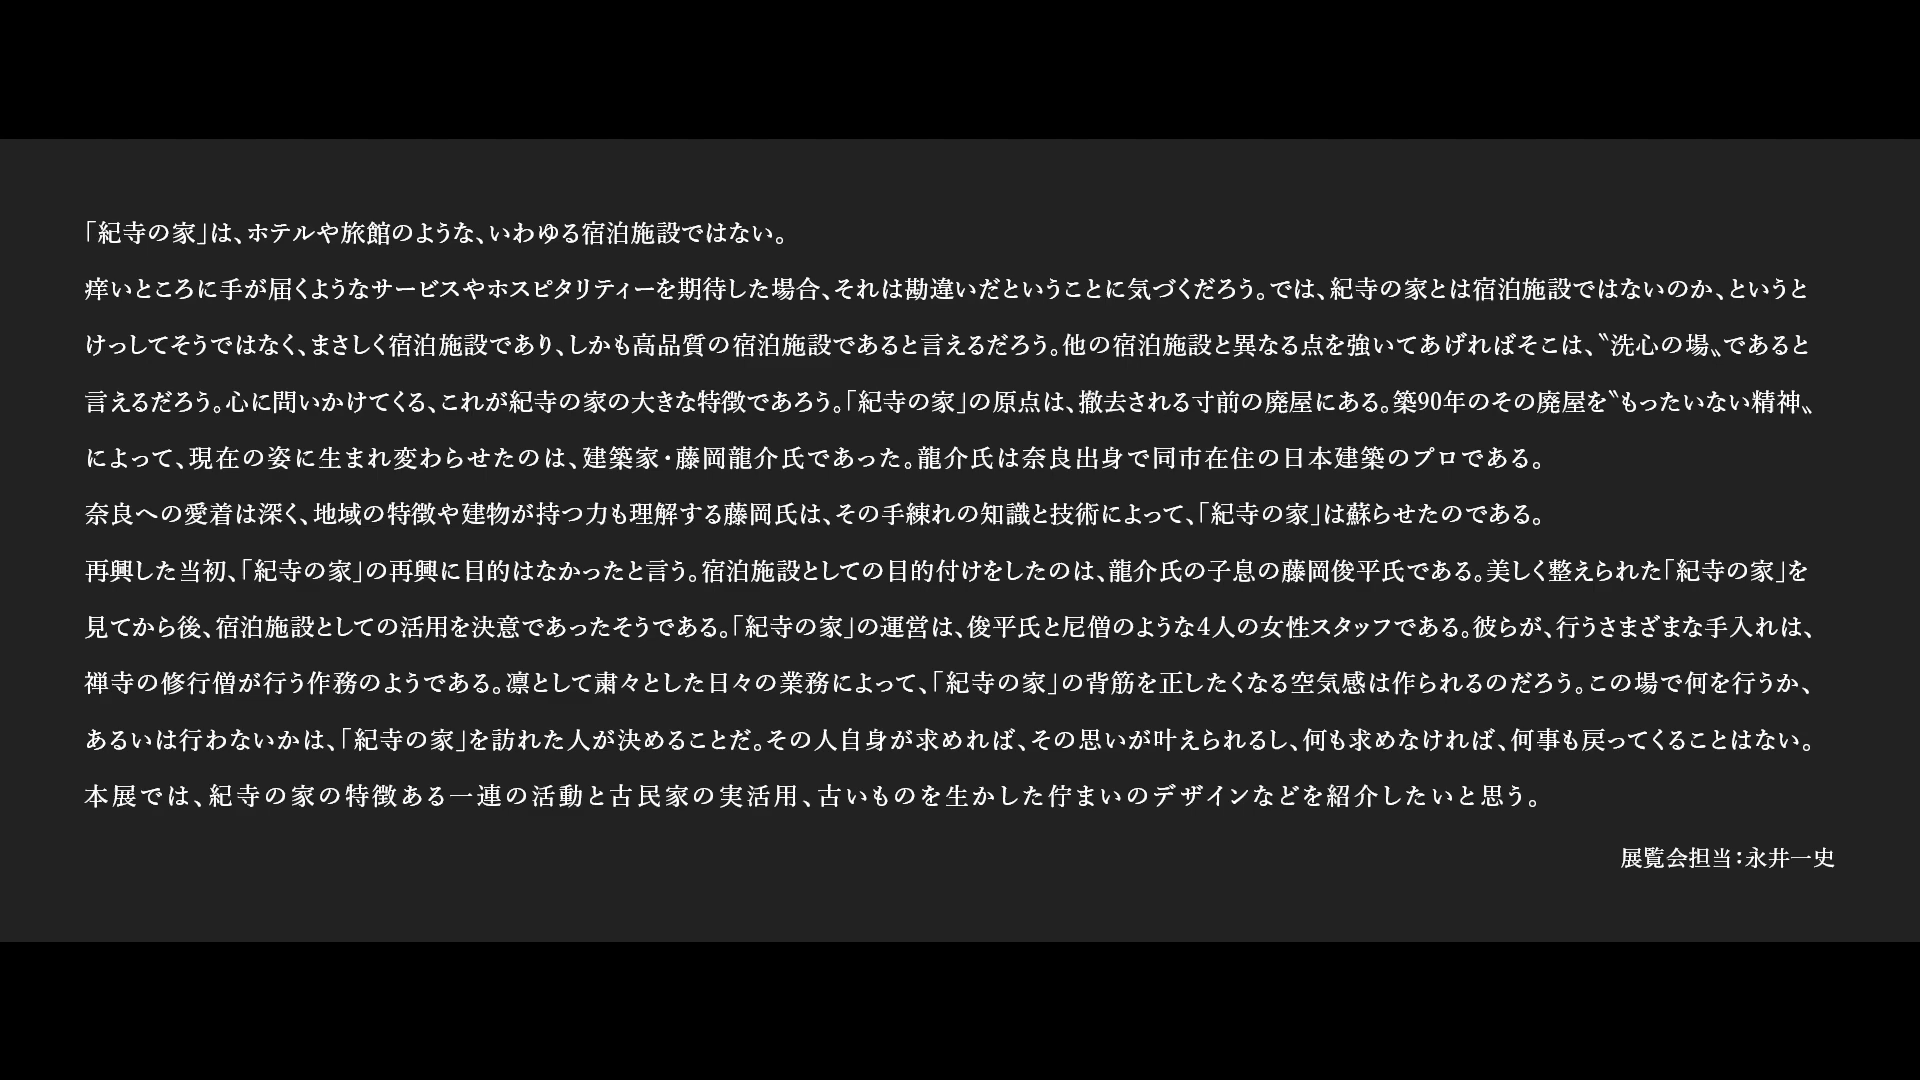 「紀寺の家」は、ホテルや旅館のような、いわゆる宿泊施設ではない。
痒いところに手が届くようなサービスやホスピタリティーを期待した場合、それは勘違いだということに気づくだろう。では、紀寺の家とは宿泊施設ではないのか、というと
けっしてそうではなく、まさしく宿泊施設であり、しかも高品質の宿泊施設であると言えるだろう。他の宿泊施設と異なる点を強いてあげればそこは、〝洗心の場〟であると
言えるだろう。心に問いかけてくる、これが紀寺の家の大きな特徴であろう。「紀寺の家」の原点は、撤去される寸前の廃屋にある。築90年のその廃屋を〝もったいない精神〟
によって、現在の姿に生まれ変わらせたのは、建築家・藤岡龍介氏であった。龍介氏は奈良出身で同市在住の日本建築のプロである。
奈良への愛着は深く、地域の特徴や建物が持つ力も理解する藤岡氏は、その手練れの知識と技術によって、「紀寺の家」は蘇らせたのである。
再興した当初、「紀寺の家」の再興に目的はなかったと言う。宿泊施設としての目的付けをしたのは、龍介氏の子息の藤岡俊平氏である。美しく整えられた「紀寺の家」を
見てから後、宿泊施設としての活用を決意であったそうである。「紀寺の家」の運営は、俊平氏と尼僧のような4人の女性スタッフである。彼らが、行うさまざまな手入れは、
禅寺の修行僧が行う作務のようである。凛として粛々とした日々の業務によって、「紀寺の家」の背筋を正したくなる空気感は作られるのだろう。この場で何を行うか、
あるいは行わないかは、「紀寺の家」を訪れた人が決めることだ。その人自身が求めれば、その思いが叶えられるし、何も求めなければ、何事も戻ってくることはない。
本展では、紀寺の家の特徴ある一連の活動と古民家の実活用、古いものを生かした佇まいのデザインなどを紹介したいと思う。
展覧会担当：永井一史